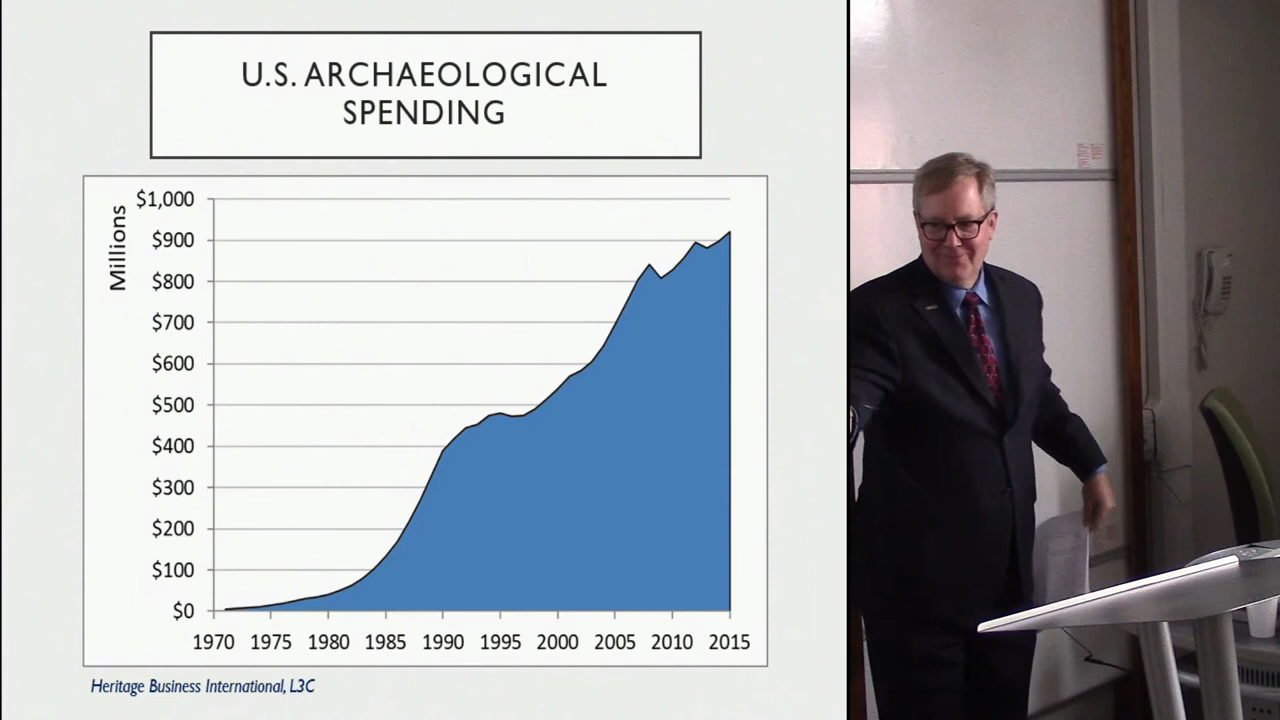 U.S. ARCHAEOLOGICAL
SPENDING
Millions
$1,000
$900
$800
$700
$600
$500
$400
$300
$200
$100
$0
1970 1975 1980 1985 1990 1995 2000 2005 2010 2015
Heritage Business International, L3C